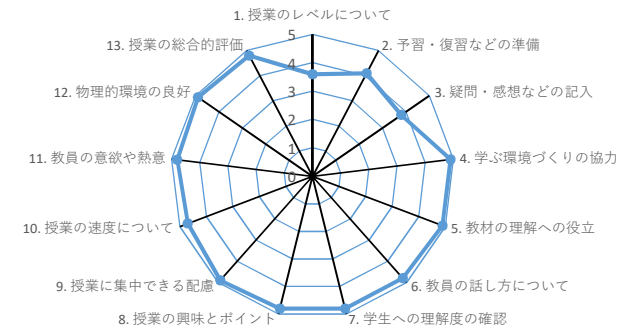 1. 授業のレベルについて
2. 予習・復習などの準備
3. 疑問・感想などの記入
4. 学ぶ環境づくりの協力
5. 教材の理解への役立
6. 教員の話し方について
7. 学生への理解度の確認
8. 授業の興味とポイント
9. 授業に集中できる配慮
10. 授業の速度について
11. 教員の意欲や熱意
12. 物理的環境の良好
13. 授業の総合的評価
5
4
3
2
1
0